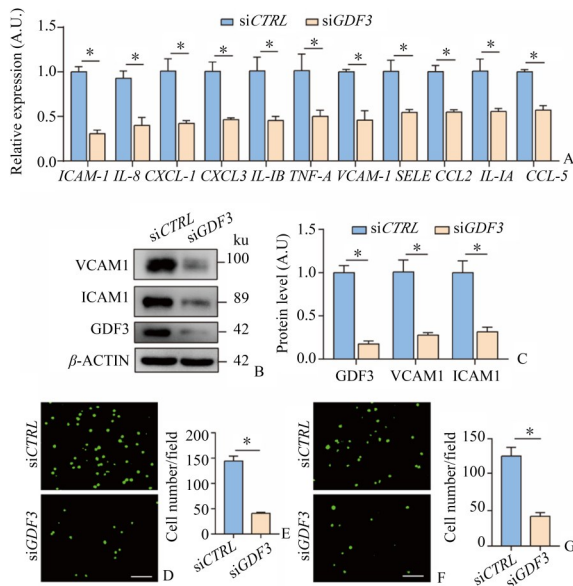 siCTRL siGDF3
Relative expression (A.U.)
1.5
1.0
0.5
0.0
* * * * * * * * * * *
ICAM-1 IL-8 CXCL-1 CXCL3 IL-IB TNF-A VCAM-1 SELE CCL2 IL-IA CCL-5
A
siCTRL siGDF3
ku
VCAM1 100
ICAM1 89
GDF3 42
β-ACTIN 42
B
siCTRL siGDF3
Protein level (A.U)
1.5
1.0
0.5
0.0
* * *
GDF3 VCAM1 ICAM1
C
siCTRL
siGDF3
D
Cell number/field
200
150
100
50
0
*
siCTRL siGDF3
E
siCTRL
siGDF3
F
Cell number/field
150
100
50
0
*
siCTRL siGDF3
G